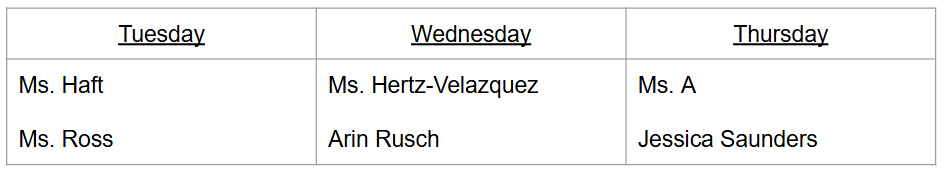 Tuesday Wednesday Thursday
Ms. Haft Ms. Hertz-Velazquez Ms. A
Ms. Ross Arin Rusch Jessica Saunders